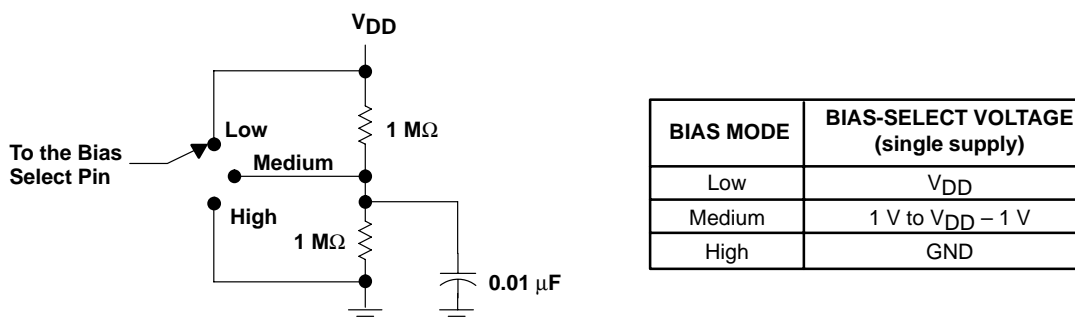 VDD
Low
1 MΩ
To the Bias
Select Pin
Medium
High
1 MΩ
0.01 μF
BIAS MODE
BIAS-SELECT VOLTAGE
(single supply)
Low
VDD
Medium
1 V to VDD – 1 V
High
GND